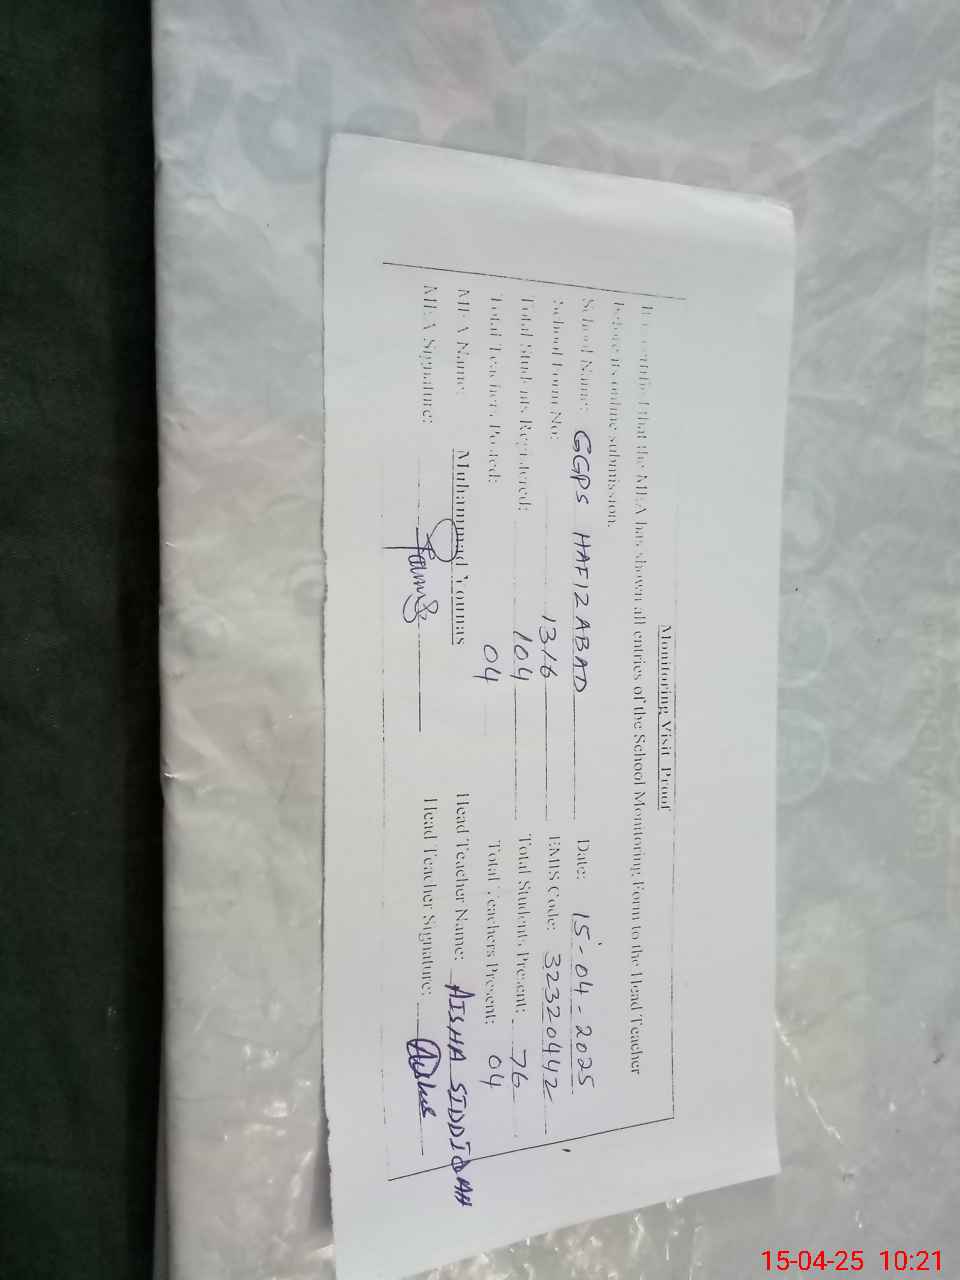 Monitoring Visit Proof
It is certified that the MEA has shown all entries of the School Monitoring Form to the Head Teacher
before its online submission.
School Name: GGPS HAFIZABAD Date: 15-04-2025
School Form No: 1316 EMIS Code: 32320442
Total Students Registered: 104 Total Students Present: 76
Total Teachers Posted: 04 Total Teachers Present: 04
MEA Name: Muhammad Younas Head Teacher Name: AISHA SIDDIQAH
MEA Signature: Head Teacher Signature:
15-04-25 10:21